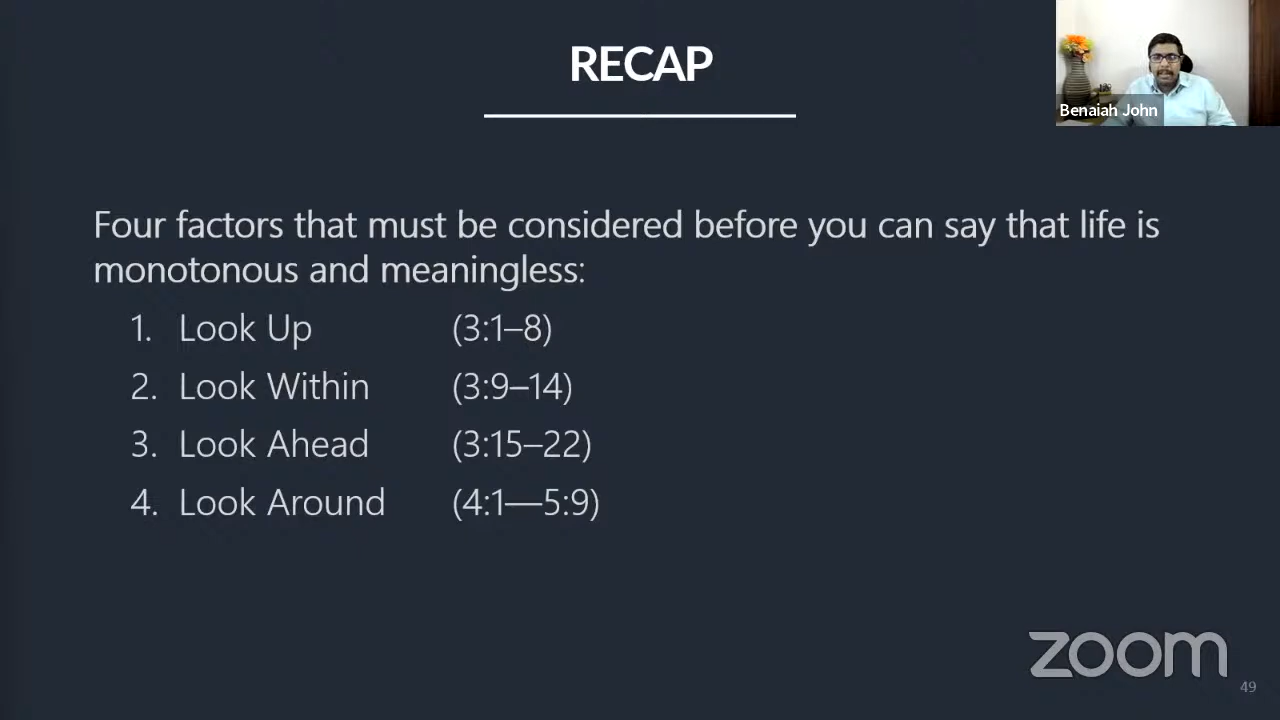 RECAP
Benaiah John
Four factors that must be considered before you can say that life is
monotonous and meaningless:
1. Look Up (3:1–8)
2. Look Within (3:9–14)
3. Look Ahead (3:15–22)
4. Look Around (4:1—5:9)
zoom
49